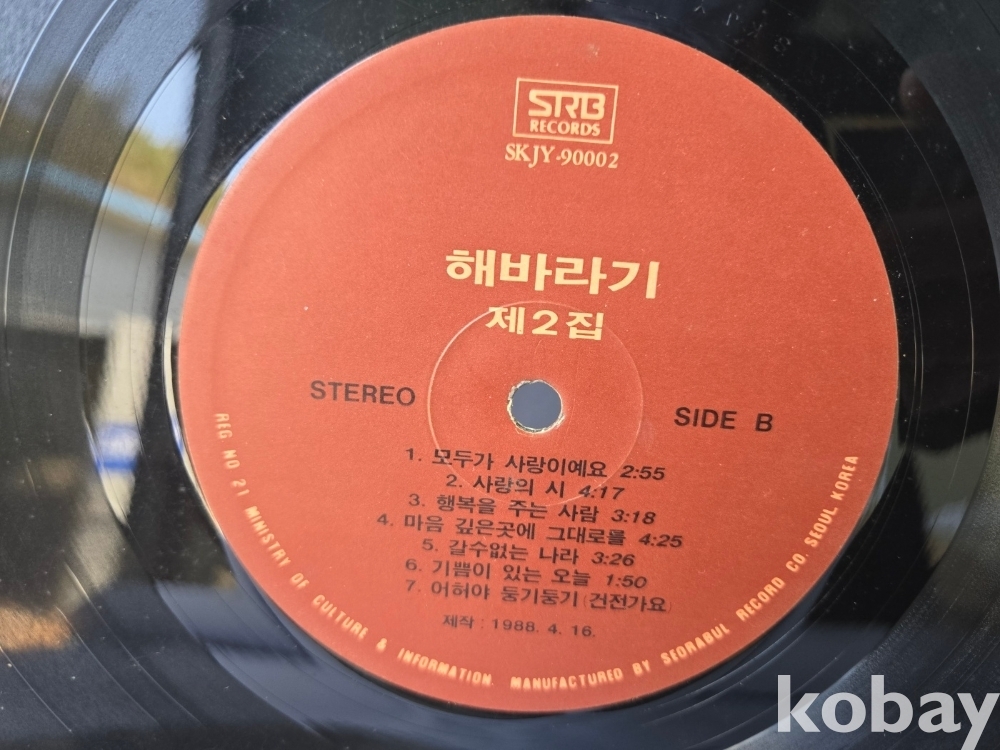 STRB
RECORDS
SKJY-90002
해바라기
제2집
STEREO
SIDE B
1. 모두가 사랑이예요 2:55
2. 사랑의 시 4:17
3. 행복을 주는 사람 3:18
4. 마음 깊은곳에 그대로를 4:25
5. 갈수없는 나라 3:26
6. 기쁨이 있는 오늘 1:50
7. 어허야 둥기둥기 (건전가요)
제작 : 1988. 4. 16.
REG NO 21 MINISTRY OF CULTURE & INFORMATION. MANUFACTURED BY SEORABUL RECORD CO. SEOUL KOREA
kobay